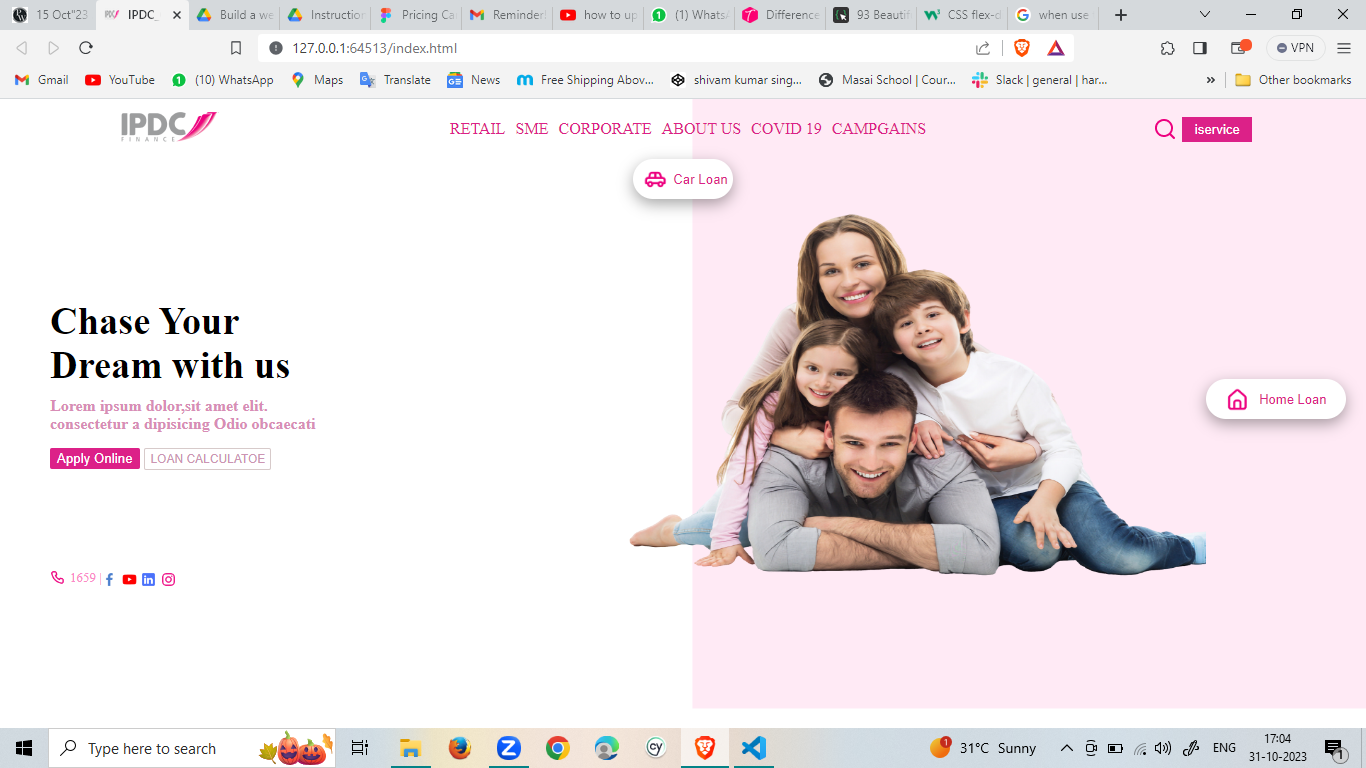 15 Oct"23
IPDC_
Build a we
Instruction
Pricing Ca
Reminder:
how to up
(1) Whats
Difference
93 Beautif
CSS flex-d
when use
127.0.0.1:64513/index.html
VPN
Gmail
YouTube
(10) WhatsApp
Maps
Translate
News
Free Shipping Abov...
shivam kumar sing...
Masai School | Cour...
Slack | general | har...
»
Other bookmarks
IPDC
FINANCE
RETAIL SME CORPORATE ABOUT US COVID 19 CAMPGAINS
iservice
Car Loan
Chase Your
Dream with us
Lorem ipsum dolor,sit amet elit.
consectetur a dipisicing Odio obcaecati
Apply Online
LOAN CALCULATOE
Home Loan
1659 |
Type here to search
31°C Sunny
ENG
17:04
31-10-2023